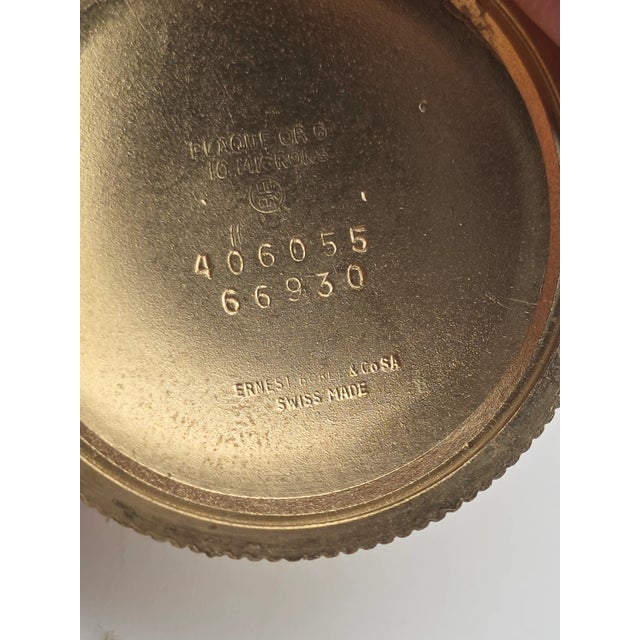 PLAQUE OR G
10 MICRONS
406055
66930
ERNEST & Co SA
SWISS MADE